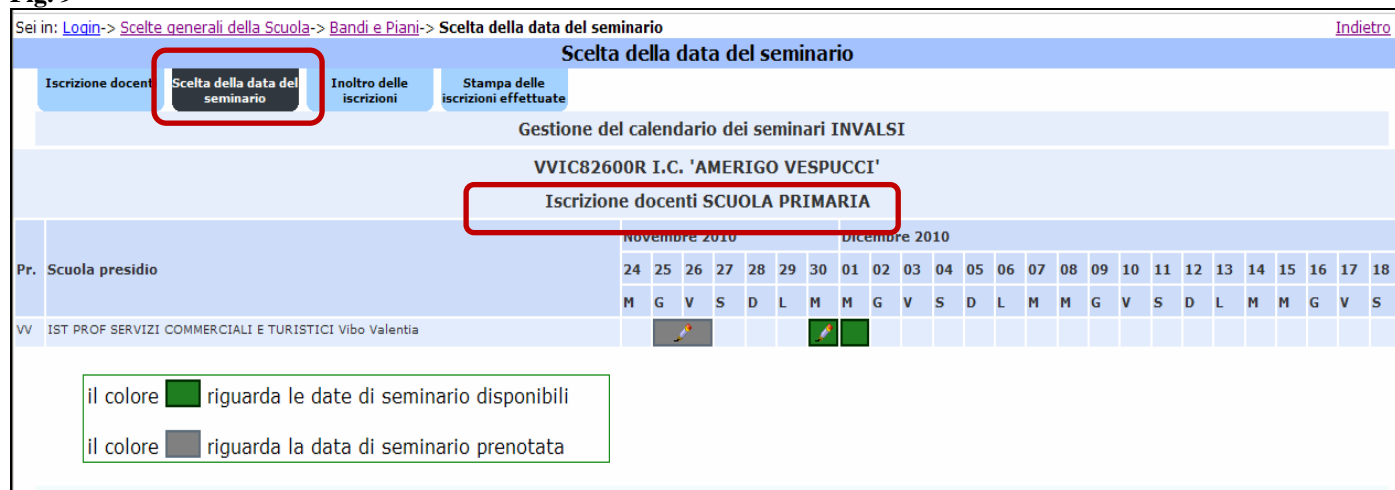 Fig. 9
Sei in: Login-> Scelte generali della Scuola-> Bandi e Piani-> Scelta della data del seminario Indietro
Scelta della data del seminario
Iscrizione docenti
Scelta della data del
seminario
Inoltro delle
iscrizioni
Stampa delle
iscrizioni effettuate
Gestione del calendario dei seminari INVALSI
VVIC82600R I.C. 'AMERIGO VESPUCCI'
Iscrizione docenti SCUOLA PRIMARIA
Novembre 2010 Dicembre 2010
Pr. Scuola presidio 24 25 26 27 28 29 30 01 02 03 04 05 06 07 08 09 10 11 12 13 14 15 16 17 18
M G V S D L M M G V S D L M M G V S D L M M G V S
VV IST PROF SERVIZI COMMERCIALI E TURISTICI Vibo Valentia
il colore riguarda le date di seminario disponibili
il colore riguarda la data di seminario prenotata